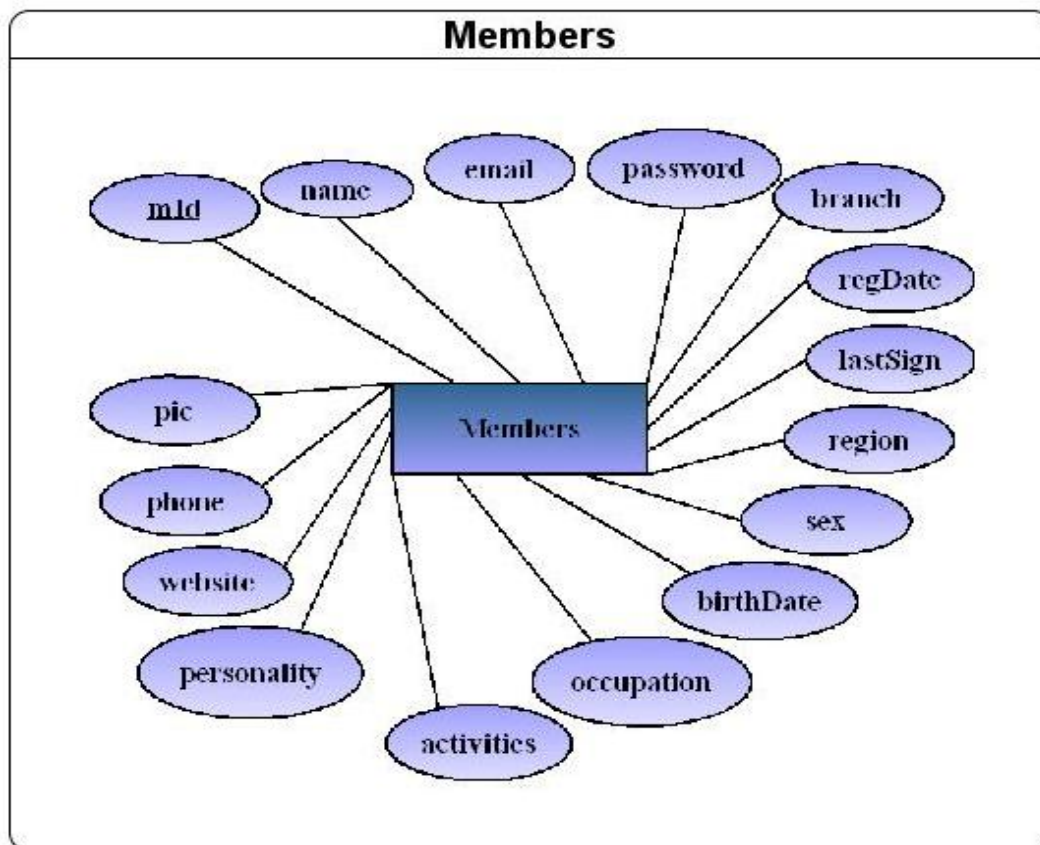 Members
mId
name
email
password
branch
regDate
lastSign
region
sex
birthDate
occupation
activities
personality
website
phone
pic
Members